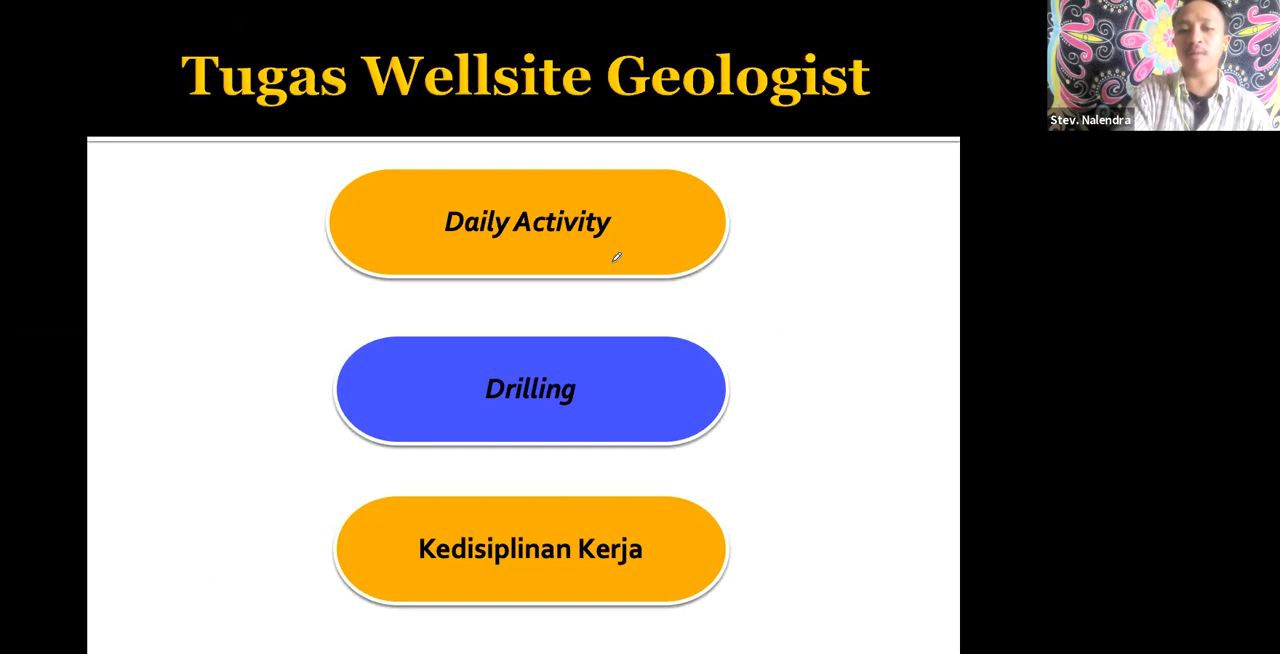 Tugas Wellsite Geologist
Stev. Nalendra
Daily Activity
Drilling
Kedisiplinan Kerja